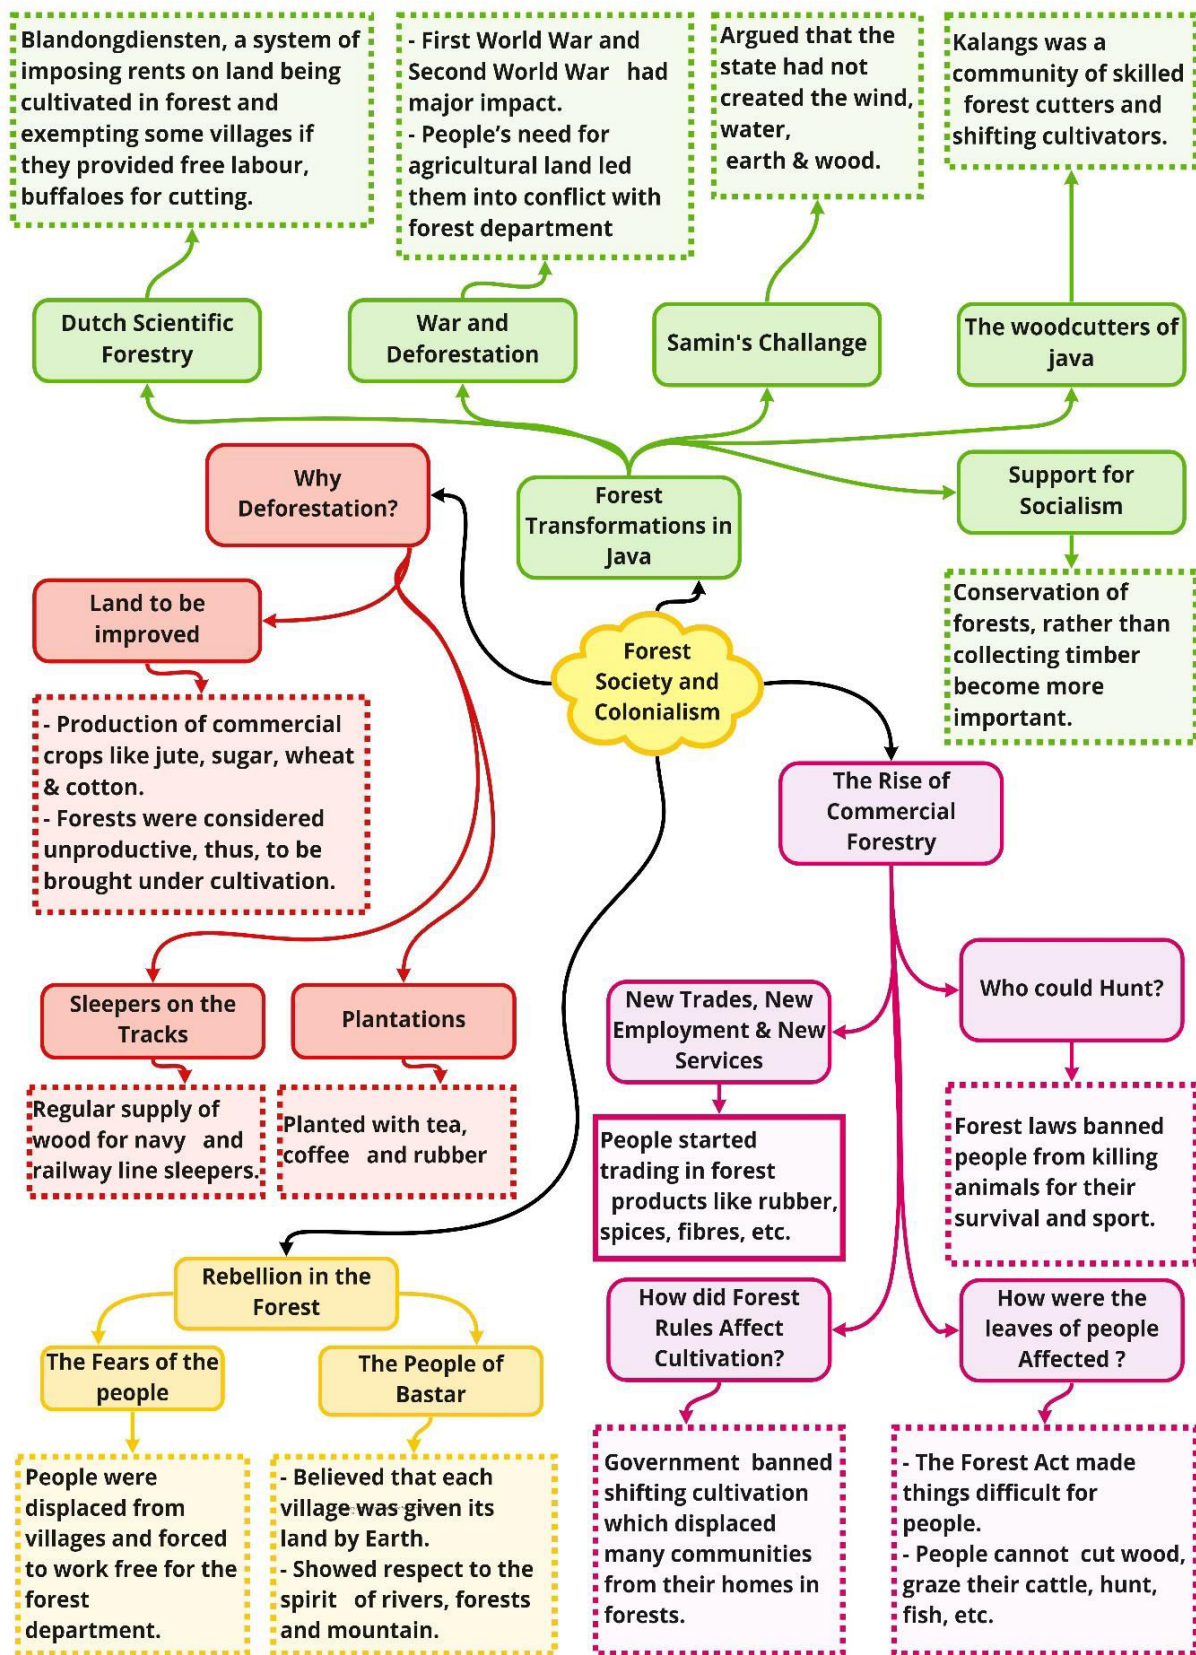 Blandongdiensten, a system of
imposing rents on land being
cultivated in forest and
exempting some villages if
they provided free labour,
buffaloes for cutting.
- First World War and
Second World War had
major impact.
- People's need for
agricultural land led
them into conflict with
forest department
Argued that the
state had not
created the wind,
water,
earth & wood.
Kalangs was a
community of skilled
forest cutters and
shifting cultivators.
Dutch Scientific
Forestry
War and
Deforestation
Samin's Challange
The woodcutters of
java
Why
Deforestation?
Forest
Transformations in
Java
Support for
Socialism
Land to be
improved
Forest
Society and
Colonialism
Conservation of
forests, rather than
collecting timber
become more
important.
- Production of commercial
crops like jute, sugar, wheat
& cotton.
- Forests were considered
unproductive, thus, to be
brought under cultivation.
The Rise of
Commercial
Forestry
Sleepers on the
Tracks
Plantations
New Trades, New
Employment & New
Services
Who could Hunt?
Regular supply of
wood for navy and
railway line sleepers.
Planted with tea,
coffee and rubber
People started
trading in forest
products like rubber,
spices, fibres, etc.
Forest laws banned
people from killing
animals for their
survival and sport.
Rebellion in the
Forest
How did Forest
Rules Affect
Cultivation?
How were the
leaves of people
Affected ?
The Fears of the
people
The People of
Bastar
People were
displaced from
villages and forced
to work free for the
forest
department.
- Believed that each
village was given its
land by Earth.
- Showed respect to the
spirit of rivers, forests
and mountain.
Government banned
shifting cultivation
which displaced
many communities
from their homes in
forests.
- The Forest Act made
things difficult for
people.
- People cannot cut wood,
graze their cattle, hunt,
fish, etc.